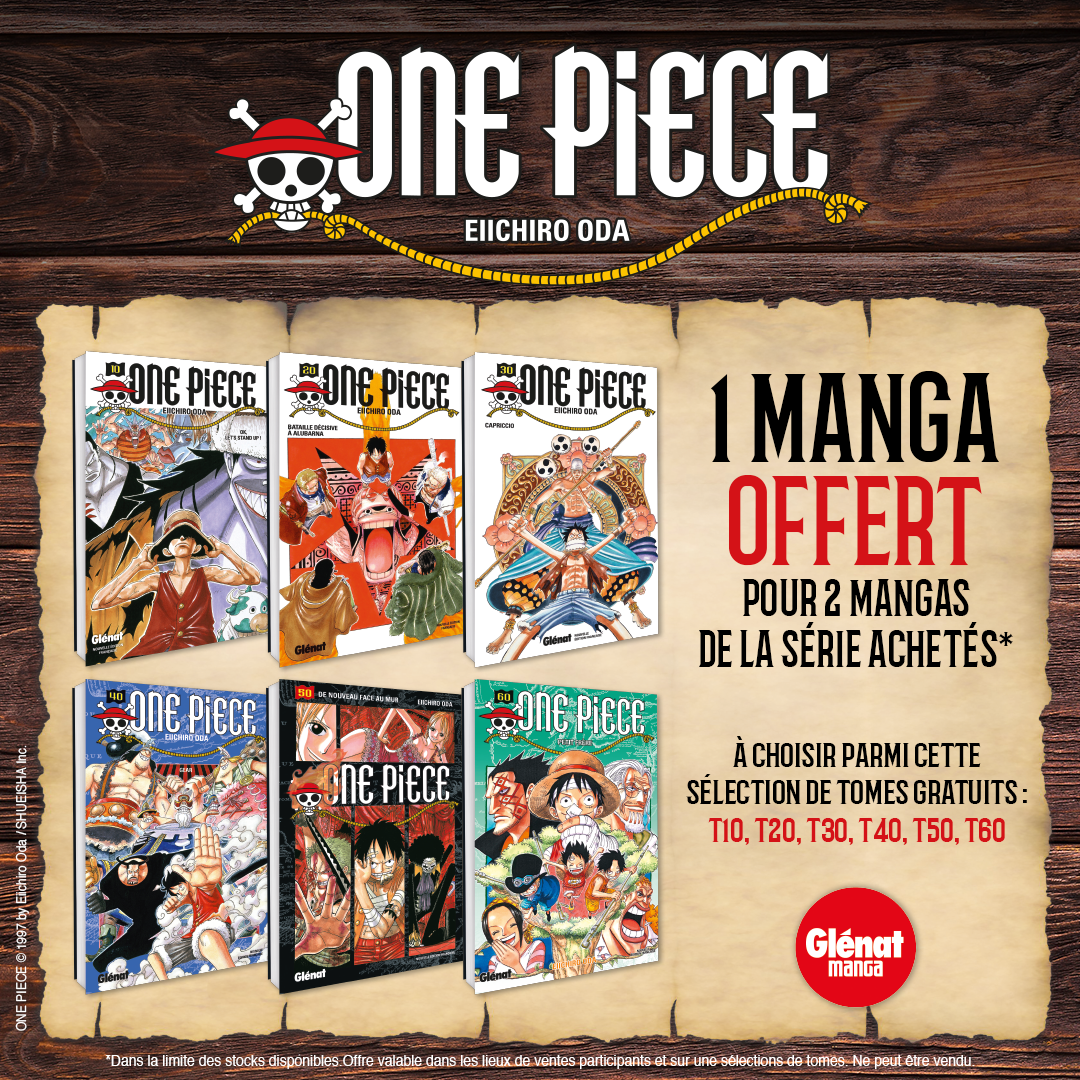 ONE PIECE
EIICHIRO ODA
10
ONE PIECE
EIICHIRO ODA
OK,
LET'S STAND UP !
Glénat
20
ONE PIECE
EIICHIRO ODA
BATAILLE DÉCISIVE
A ALUBARNA
Glénat
30
ONE PIECE
EIICHIRO ODA
CAPRICCIO
Glénat
40
ONE PIECE
EIICHIRO ODA
GEAR
Glénat
50
DE NOUVEAU FACE AU MUR
EIICHIRO ODA
ONE PIECE
Glénat
60
ONE PIECE
PETIT FRÈRE
Glénat
1 MANGA
OFFERT
POUR 2 MANGAS
DE LA SÉRIE ACHETÉS*
À CHOISIR PARMI CETTE
SÉLECTION DE TOMES GRATUITS :
T10, T20, T30, T40, T50, T60
Glénat
manga
ONE PIECE © 1997 by Eiichiro Oda / SHUEISHA Inc.
*Dans la limite des stocks disponibles.Offre valable dans les lieux de ventes participants et sur une sélections de tomes. Ne peut être vendu.